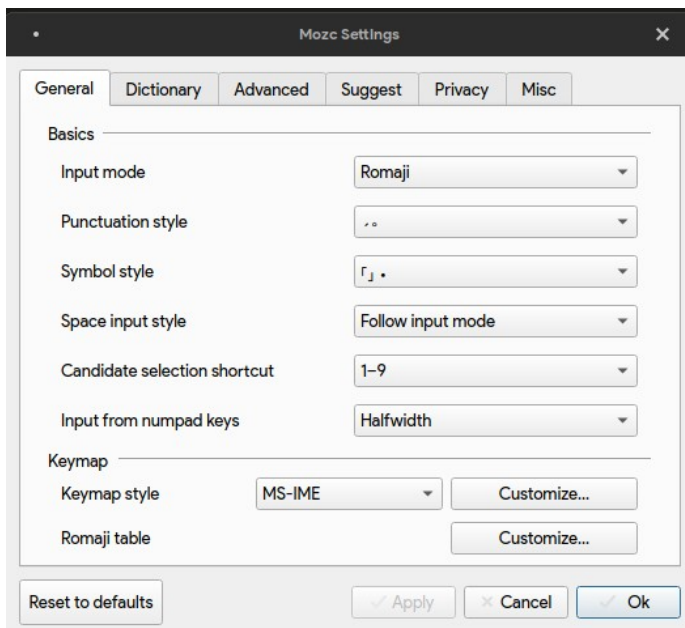 Mozc Settings
General Dictionary Advanced Suggest Privacy Misc
Basics
Input mode Romaji
Punctuation style 、。
Symbol style 「」・
Space input style Follow input mode
Candidate selection shortcut 1–9
Input from numpad keys Halfwidth
Keymap
Keymap style MS-IME Customize...
Romaji table Customize...
Reset to defaults Apply Cancel Ok